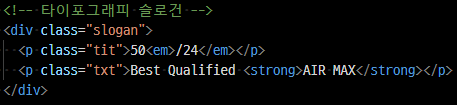 <!-- 타이포그래피 슬로건 -->
<div class="slogan">
  <p class="tit">50<em>/24</em></p>
  <p class="txt">Best Qualified <strong>AIR MAX</strong></p>
</div>